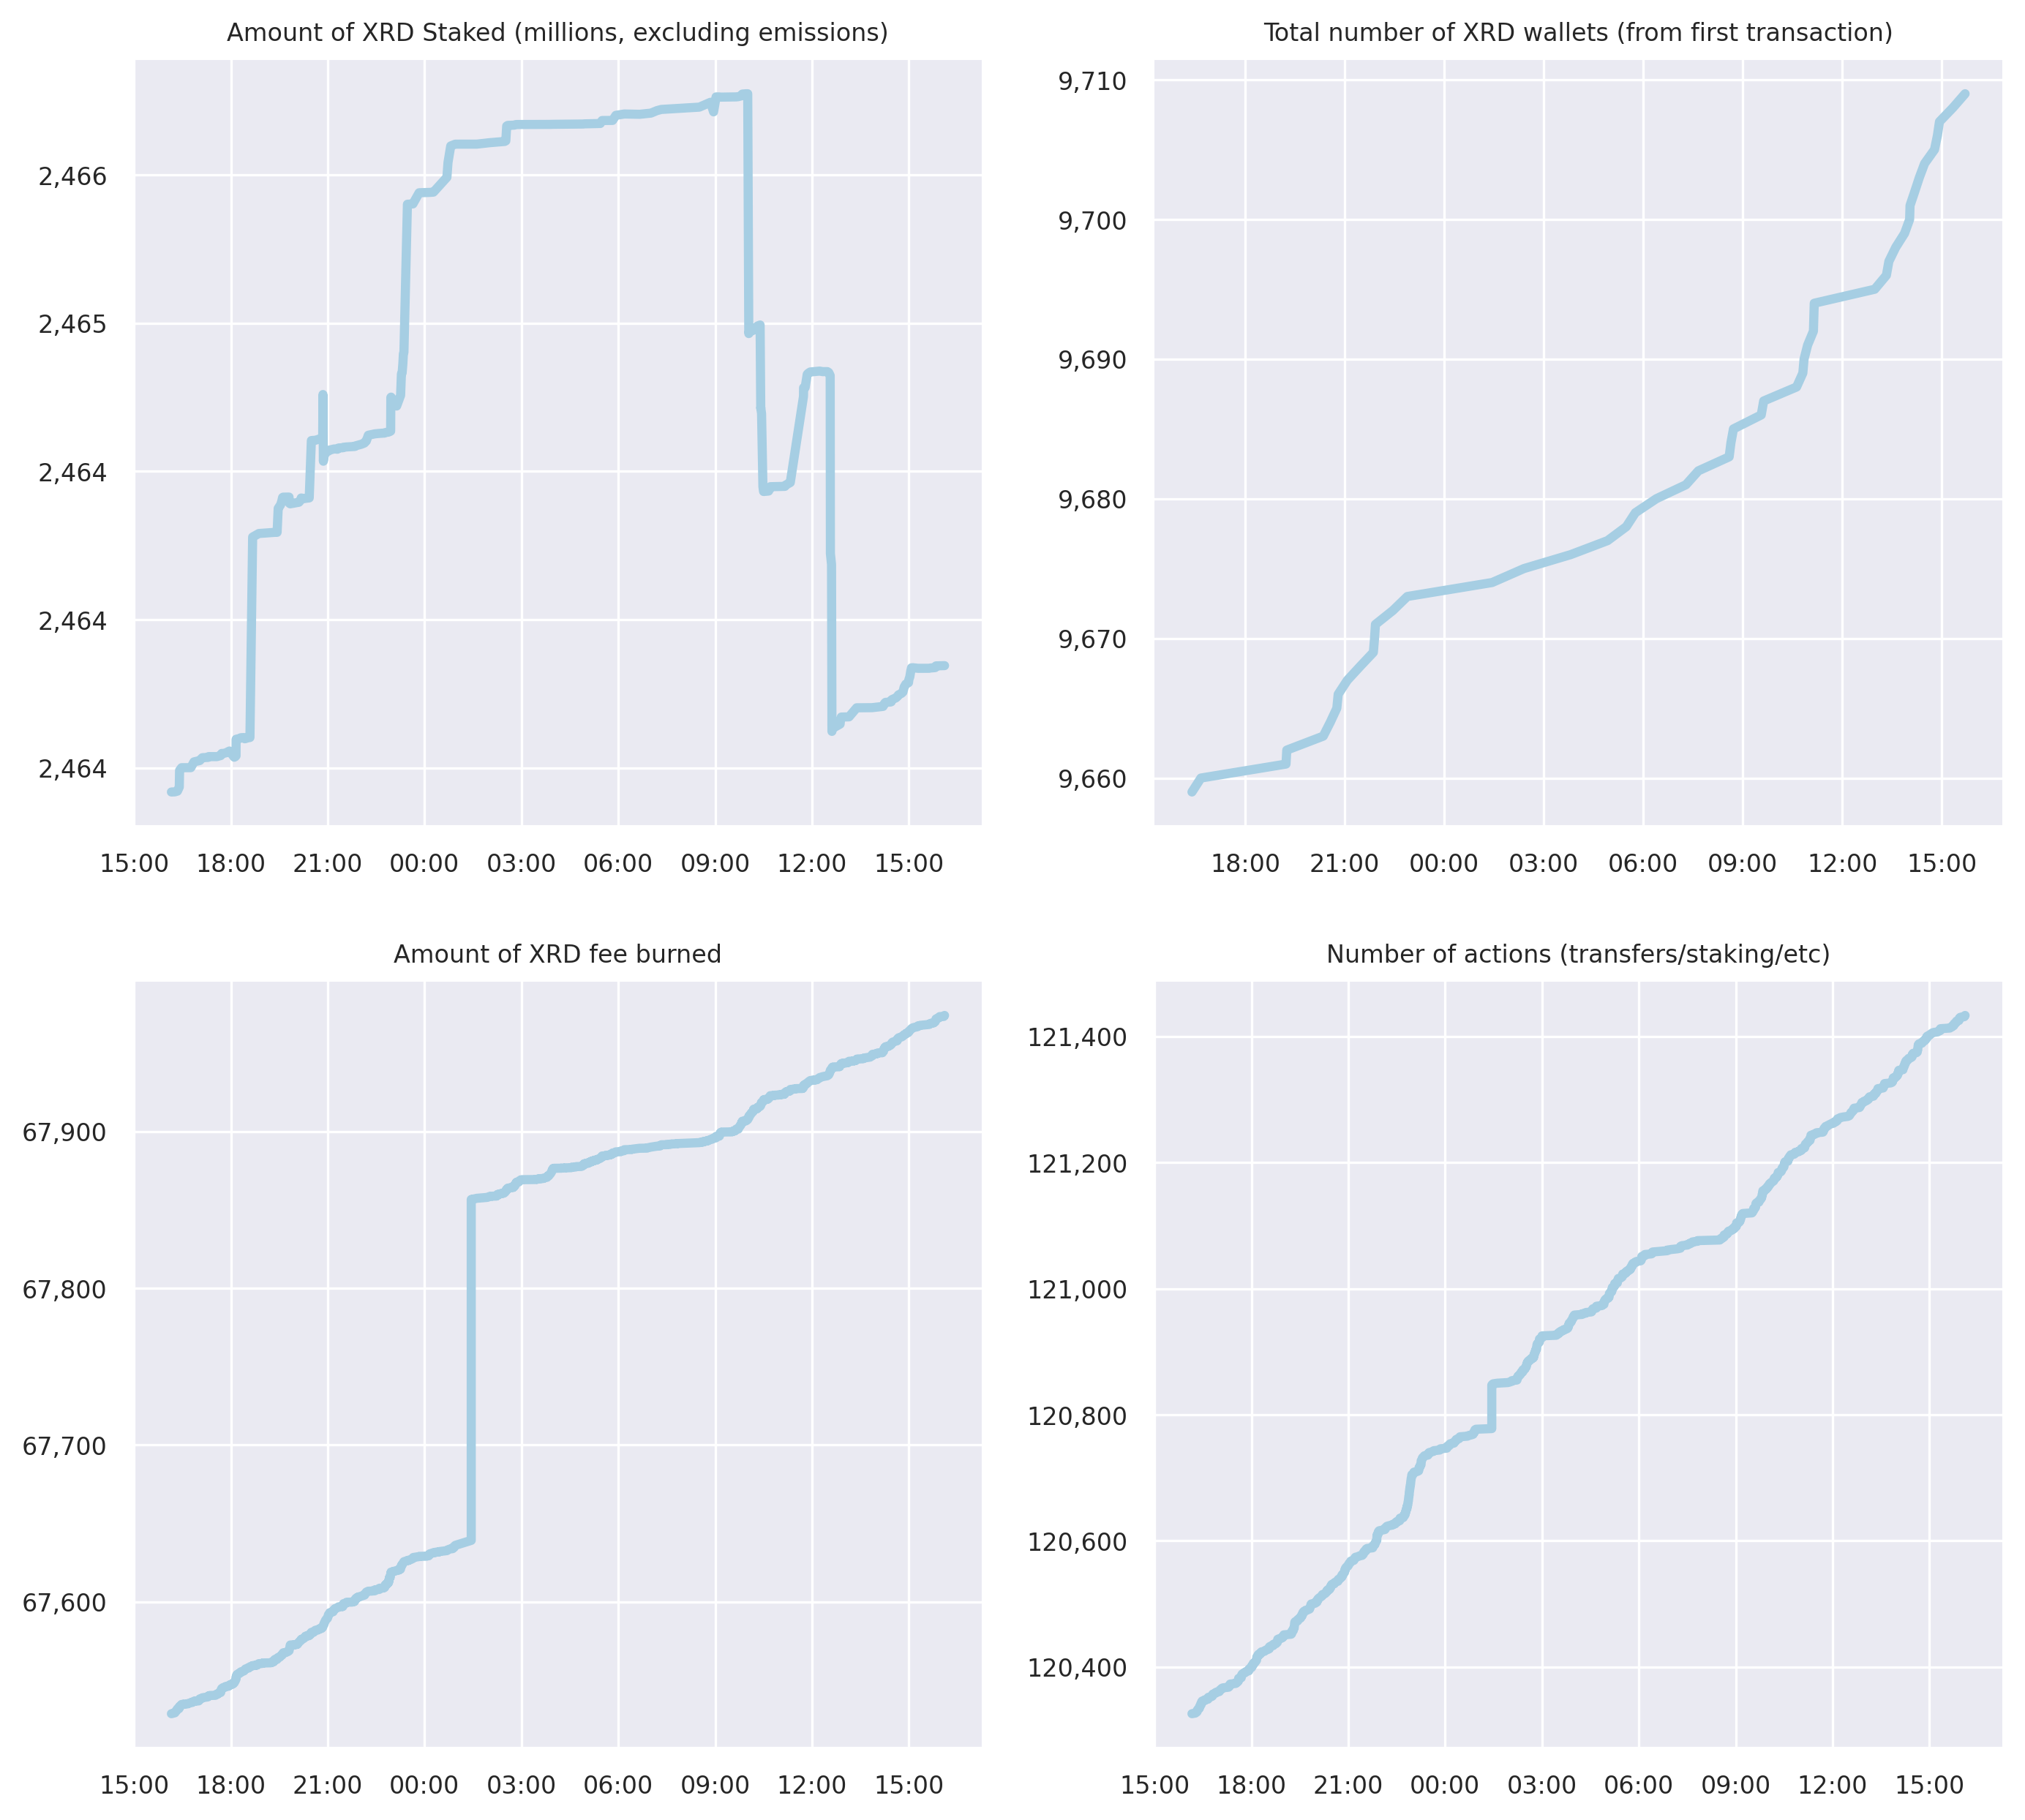 Amount of XRD Staked (millions, excluding emissions)
2,466
2,465
2,464
2,464
2,464
15:00 18:00 21:00 00:00 03:00 06:00 09:00 12:00 15:00
Total number of XRD wallets (from first transaction)
9,710
9,700
9,690
9,680
9,670
9,660
18:00 21:00 00:00 03:00 06:00 09:00 12:00 15:00
Amount of XRD fee burned
67,900
67,800
67,700
67,600
15:00 18:00 21:00 00:00 03:00 06:00 09:00 12:00 15:00
Number of actions (transfers/staking/etc)
121,400
121,200
121,000
120,800
120,600
120,400
15:00 18:00 21:00 00:00 03:00 06:00 09:00 12:00 15:00